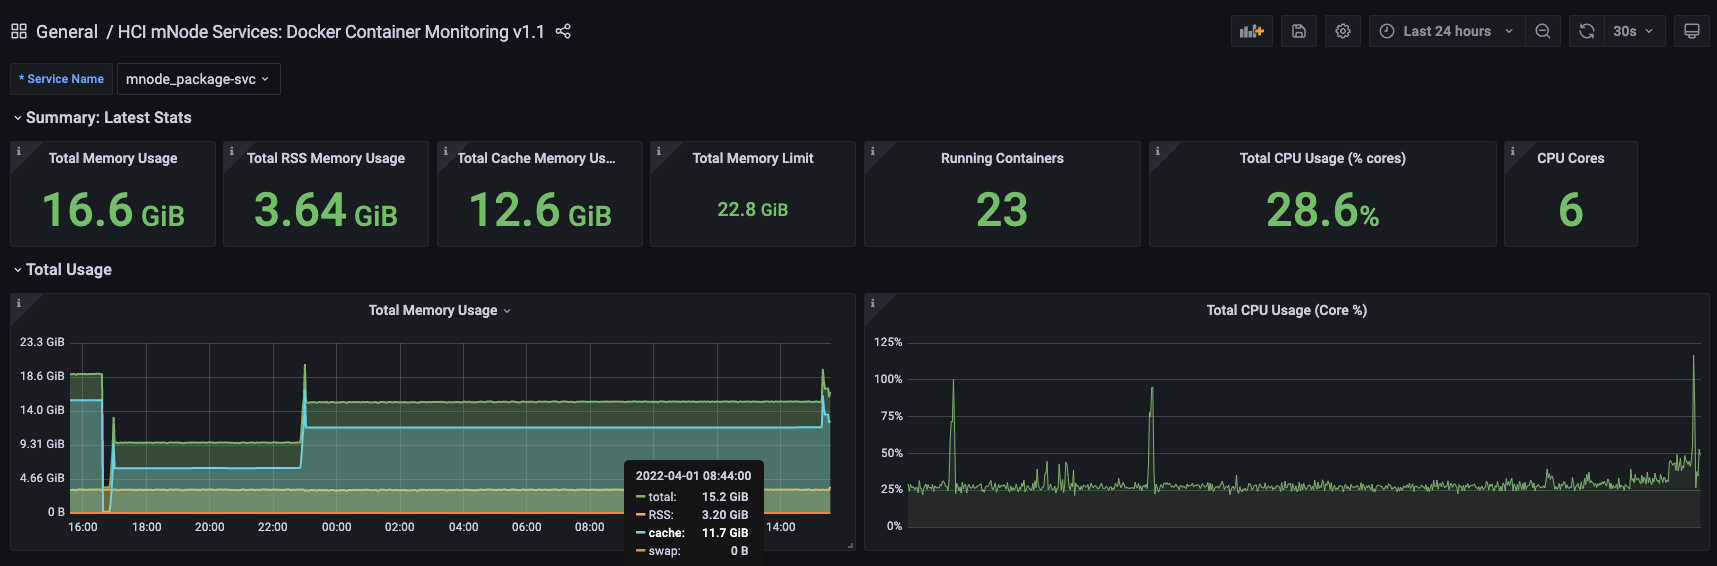 General / HCI mNode Services: Docker Container Monitoring v1.1
Last 24 hours
30s
* Service Name
mnode_package-svc
Summary: Latest Stats
Total Memory Usage
16.6 GiB
Total RSS Memory Usage
3.64 GiB
Total Cache Memory Us...
12.6 GiB
Total Memory Limit
22.8 GiB
Running Containers
23
Total CPU Usage (% cores)
28.6%
CPU Cores
6
Total Usage
Total Memory Usage
23.3 GiB
18.6 GiB
14.0 GiB
9.31 GiB
4.66 GiB
0 B
16:00 18:00 20:00 22:00 00:00 02:00 04:00 06:00 08:00 14:00
2022-04-01 08:44:00
total: 15.2 GiB
RSS: 3.20 GiB
cache: 11.7 GiB
swap: 0 B
Total CPU Usage (Core %)
125%
100%
75%
50%
25%
0%